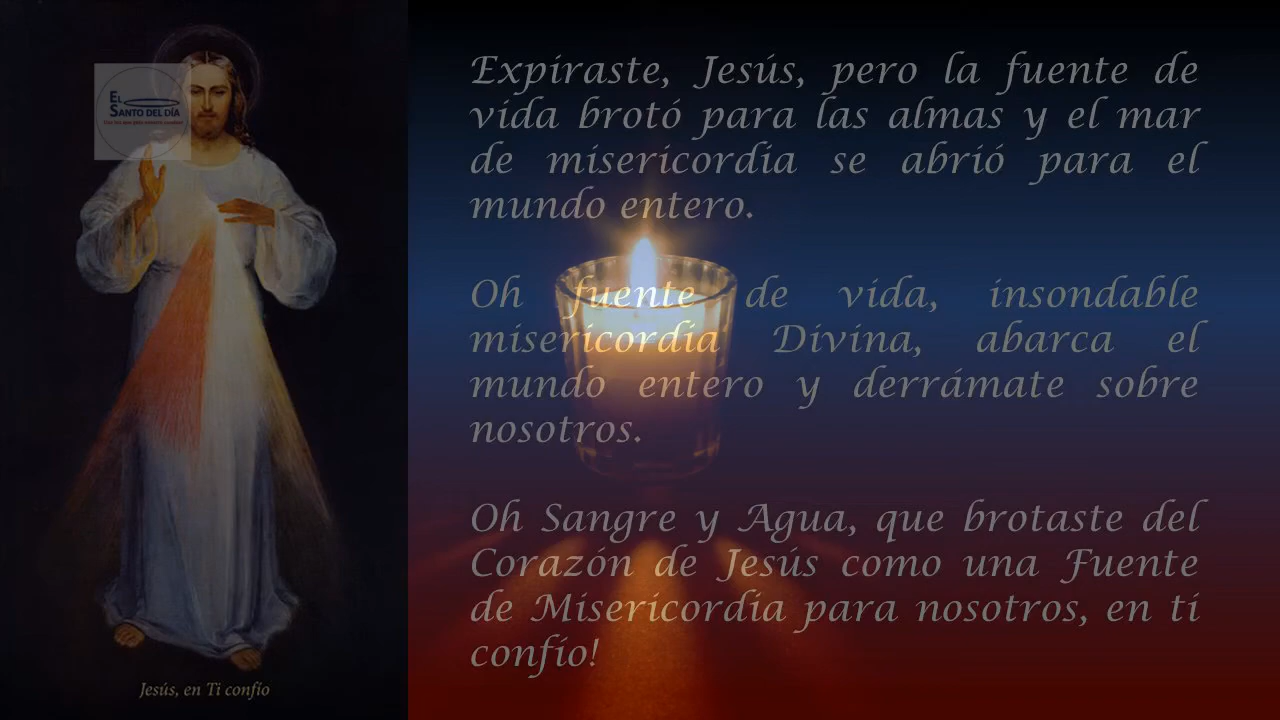 EL
SANTO DEL DÍA
Expiraste, Jesús, pero la fuente de
vida brotó para las almas y el mar
de misericordia se abrió para el
mundo entero.
Oh fuente de vida, insondable
misericordia Divina, abarca el
mundo entero y derrámate sobre
nosotros.
Oh Sangre y Agua, que brotaste del
Corazón de Jesús como una Fuente
de Misericordia para nosotros, en ti
confío!
Jesús, en Ti confío